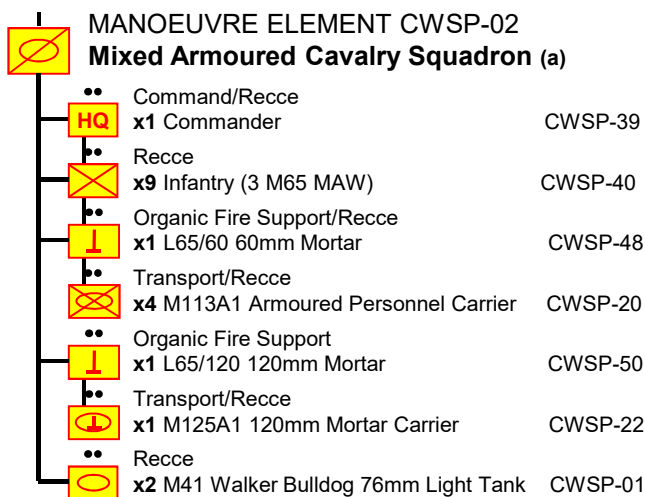 MANOEUVRE ELEMENT CWSP-02
Mixed Armoured Cavalry Squadron (a)
Command/Recce
HQ x1 Commander CWSP-39
Recce
x9 Infantry (3 M65 MAW) CWSP-40
Organic Fire Support/Recce
x1 L65/60 60mm Mortar CWSP-48
Transport/Recce
x4 M113A1 Armoured Personnel Carrier CWSP-20
Organic Fire Support
x1 L65/120 120mm Mortar CWSP-50
Transport/Recce
x1 M125A1 120mm Mortar Carrier CWSP-22
Recce
x2 M41 Walker Bulldog 76mm Light Tank CWSP-01